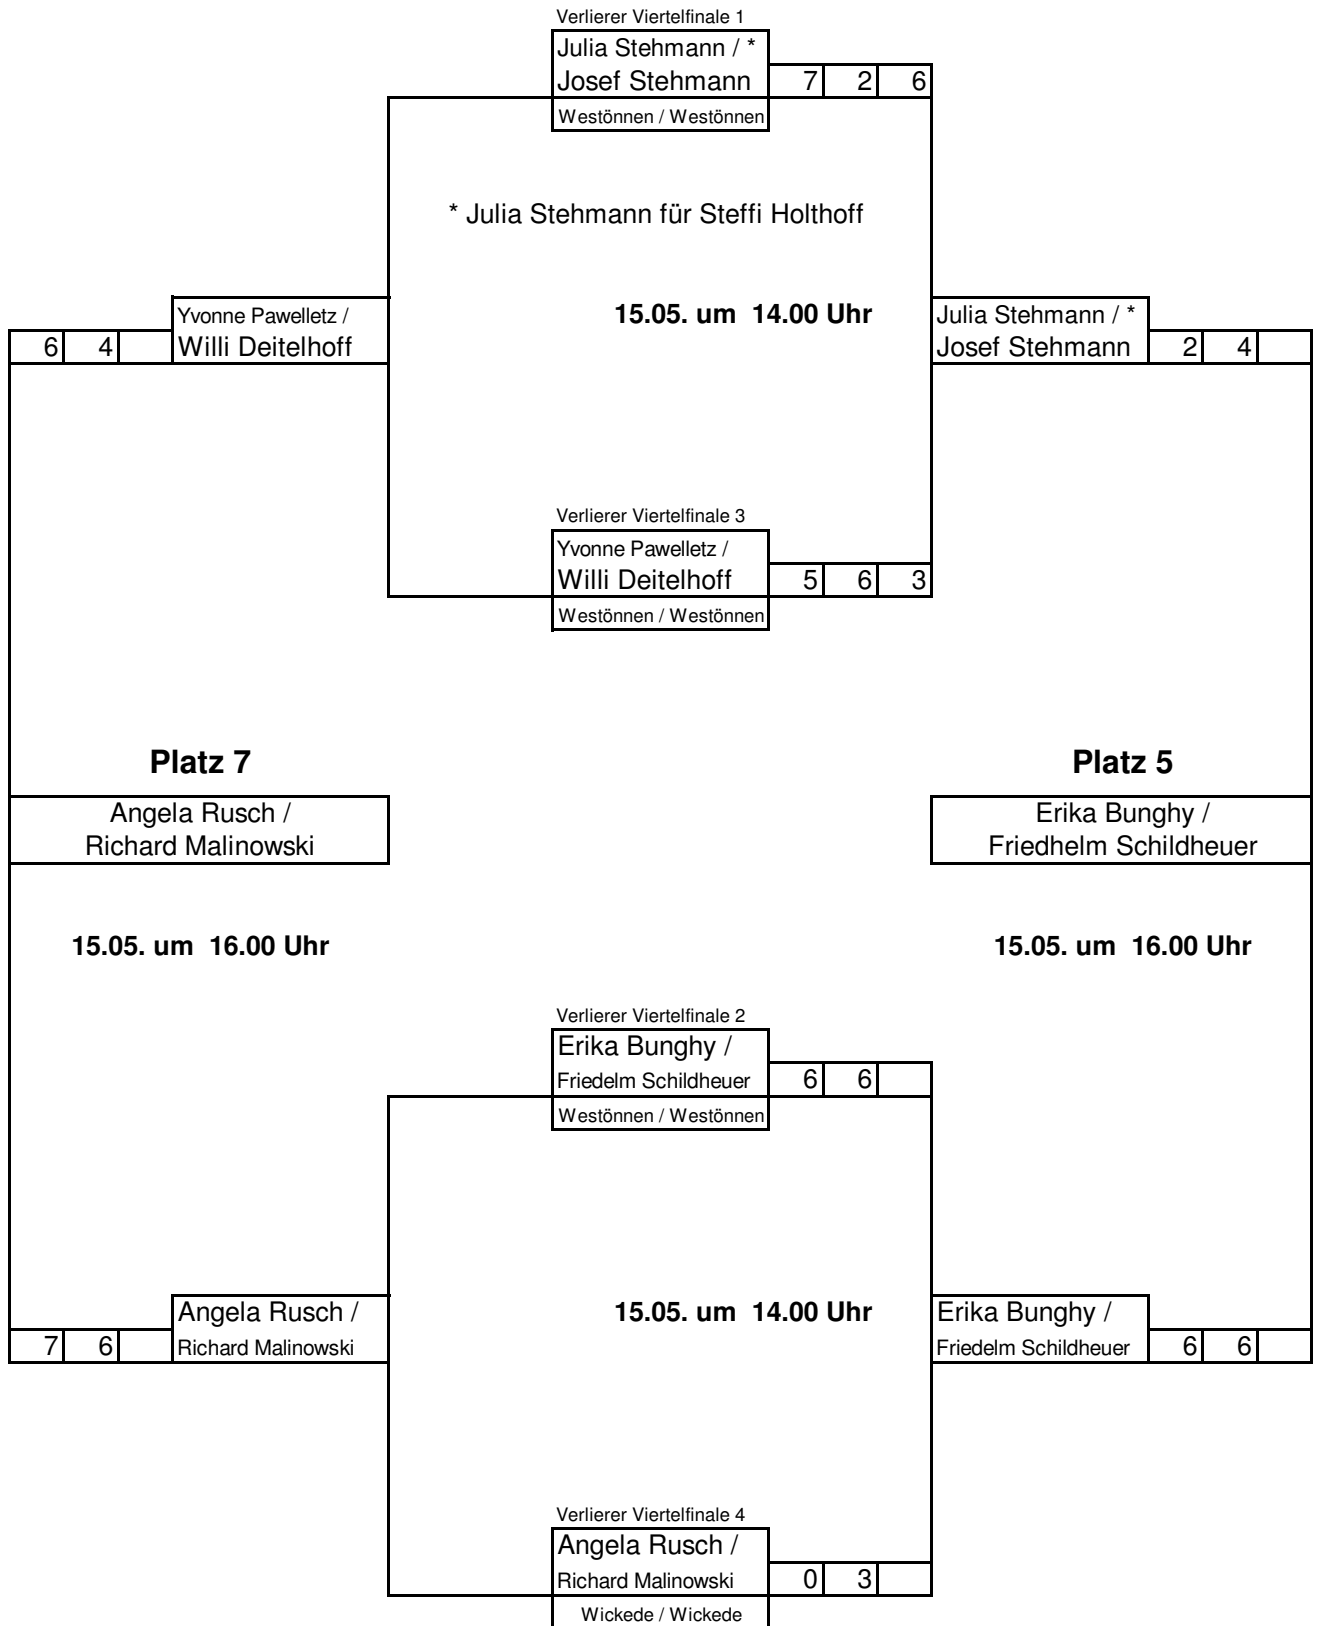 Verlierer Viertelfinale 1
Julia Stehmann / *
Josef Stehmann 7 2 6
Westönnen / Westönnen
* Julia Stehmann für Steffi Holthoff
15.05. um 14.00 Uhr
Yvonne Pawelletz /
6 4 Willi Deitelhoff
Julia Stehmann / *
Josef Stehmann 2 4
Verlierer Viertelfinale 3
Yvonne Pawelletz /
Willi Deitelhoff 5 6 3
Westönnen / Westönnen
Platz 7
Angela Rusch /
Richard Malinowski
15.05. um 16.00 Uhr
Platz 5
Erika Bunghy /
Friedhelm Schildheuer
15.05. um 16.00 Uhr
Verlierer Viertelfinale 2
Erika Bunghy /
Friedelm Schildheuer 6 6
Westönnen / Westönnen
15.05. um 14.00 Uhr
Angela Rusch /
7 6 Richard Malinowski
Erika Bunghy /
Friedelm Schildheuer 6 6
Verlierer Viertelfinale 4
Angela Rusch /
Richard Malinowski 0 3
Wickede / Wickede